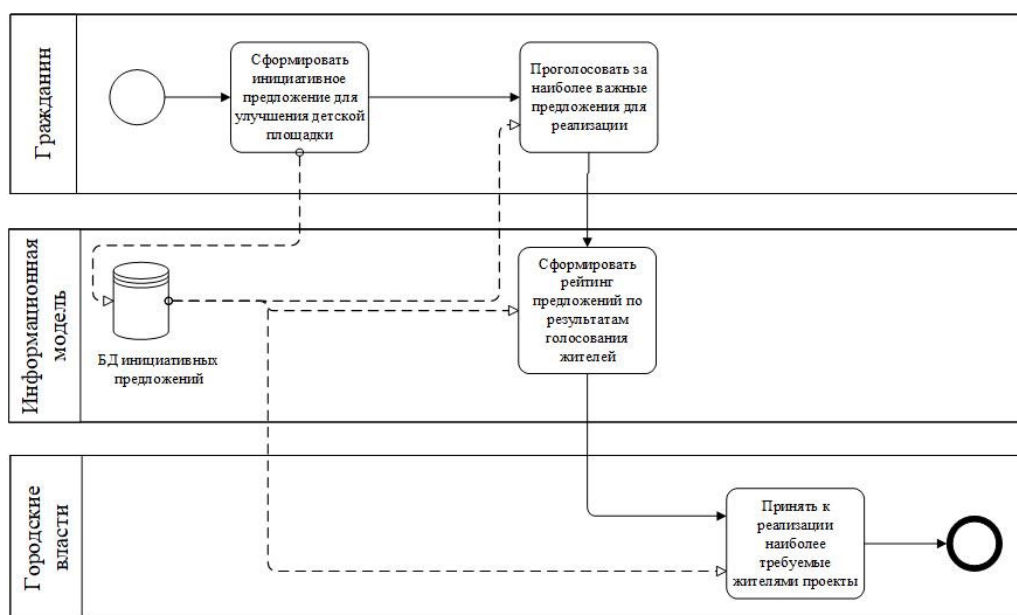 Гражданин
Сформировать
инициативное
предложение для
улучшения детской
площадки
Проголосовать за
наиболее важные
предложения для
реализации
Информационная
модель
БД инициативных
предложений
Сформировать
рейтинг
предложений по
результатам
голосования
жителей
Городские
власти
Принять к
реализации
наиболее
требуемые
жителями проекты